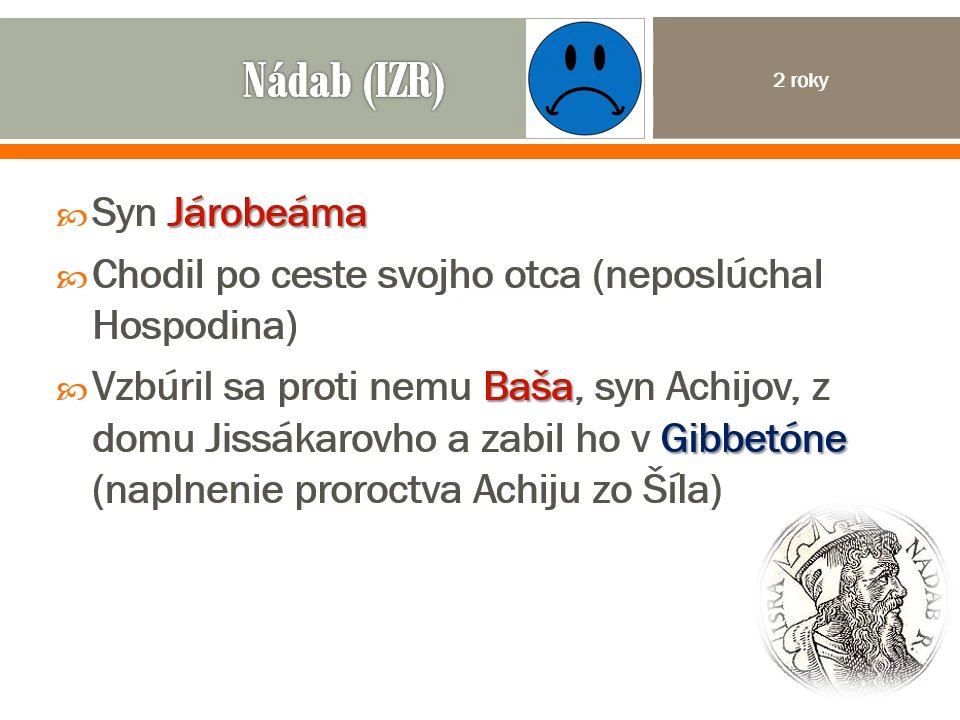 Nádab (IZR)
2 roky
Syn Járobeáma
Chodil po ceste svojho otca (neposlúchal
Hospodina)
Vzbúril sa proti nemu Baša, syn Achijov, z
domu Jissákarovho a zabil ho v Gibbetóne
(naplnenie proroctva Achiju zo Šíla)
JISRA NADAB R.